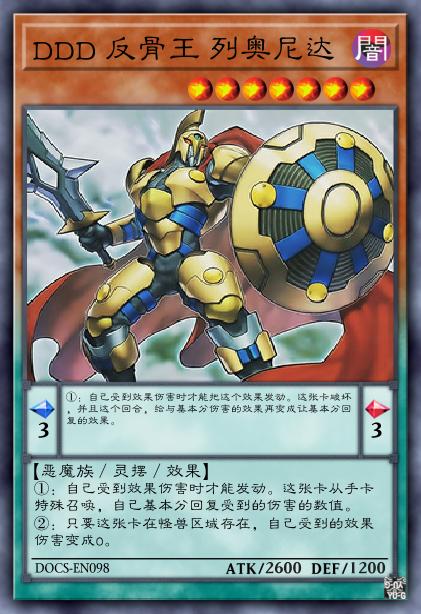 DDD 反骨王 列奥尼达
闇
①：自己受到效果伤害时才能把这个效果发动。这张卡破坏
，并且这个回合，给与基本分伤害的效果再变成让基本分回
复的效果。
3
3
【恶魔族／灵摆／效果】
①：自己受到效果伤害时才能发动。这张卡从手卡
特殊召唤，自己基本分回复受到的伤害的数值。
②：只要这张卡在怪兽区域存在，自己受到的效果
伤害变成0。
DOCS-EN098
ATK/2600 DEF/1200